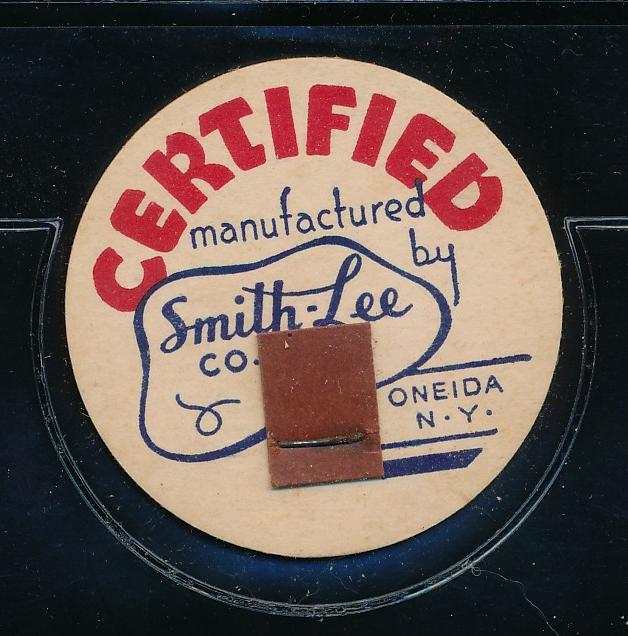 CERTIFIED
manufactured
by
Smith-Lee
CO.
ONEIDA
N.Y.